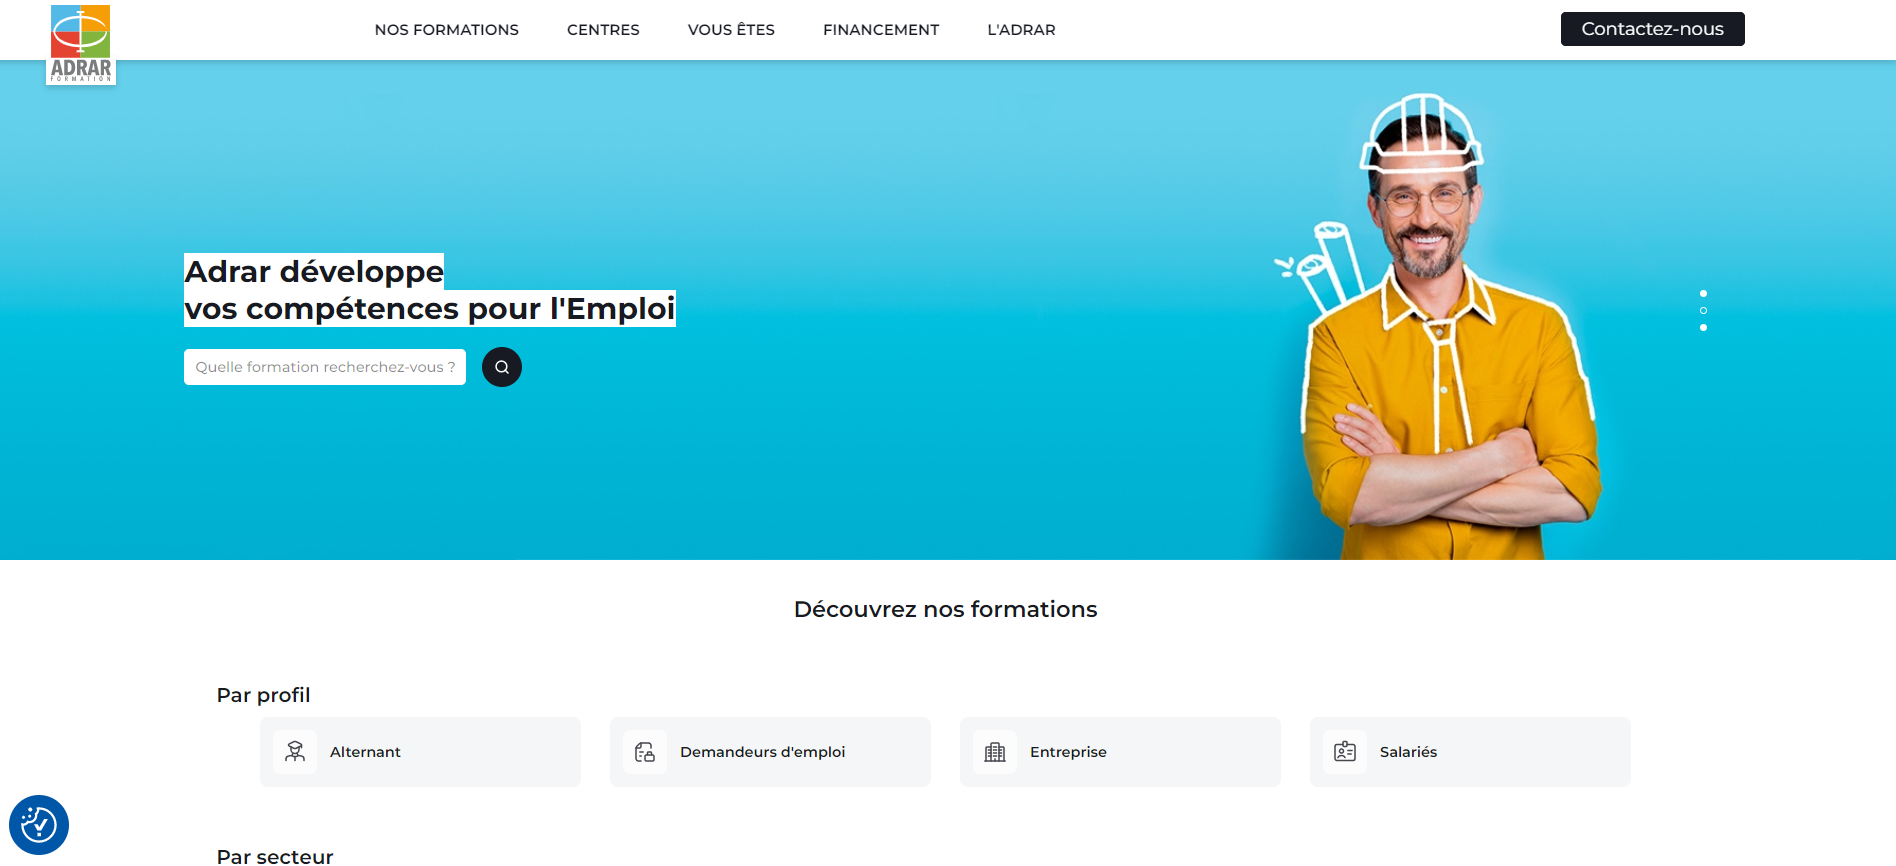 ADRAR
FORMATION
NOS FORMATIONS
CENTRES
VOUS ÊTES
FINANCEMENT
L'ADRAR
Contactez-nous
Adrar développe
vos compétences pour l'Emploi
Quelle formation recherchez-vous ?
Découvrez nos formations
Par profil
Alternant
Demandeurs d'emploi
Entreprise
Salariés
Par secteur